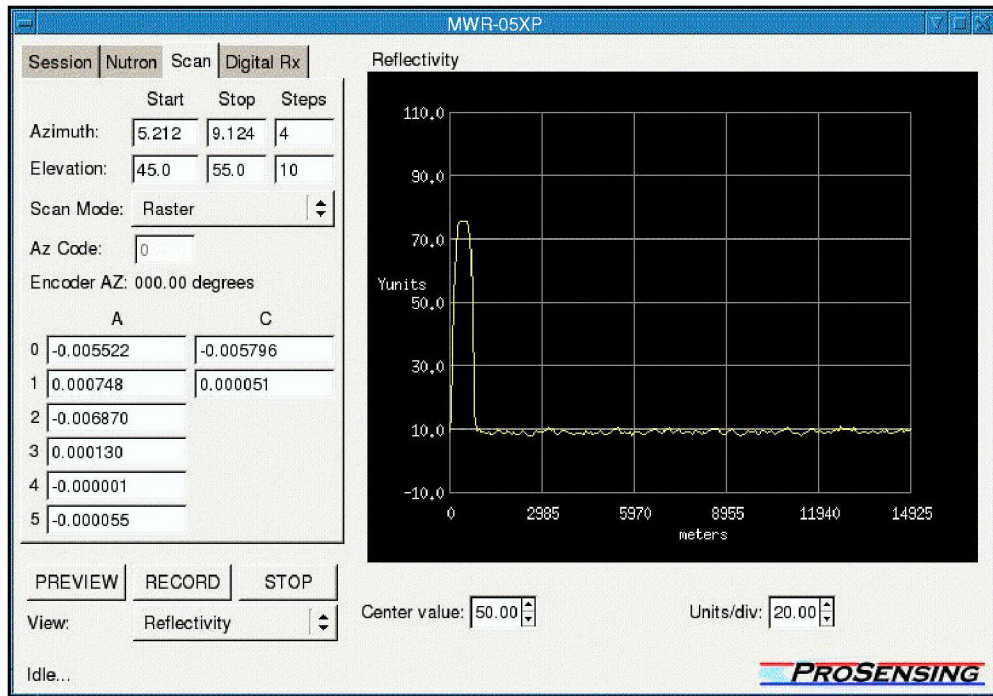 MWR-05XP
Session Nutron Scan Digital Rx
Start Stop Steps
Azimuth: 5.212 9.124 4
Elevation: 45.0 55.0 10
Scan Mode: Raster
Az Code: 0
Encoder AZ: 000.00 degrees
A C
0 -0.005522 -0.005796
1 0.000748 0.000051
2 -0.006870
3 0.000130
4 -0.000001
5 -0.000055
PREVIEW RECORD STOP
View: Reflectivity
Idle...
Reflectivity
110.0
90.0
70.0
Yunits
50.0
30.0
10.0
-10.0
0 2985 5970 8955 11940 14925
meters
Center value: 50.00 Units/div: 20.00
PROSENSING